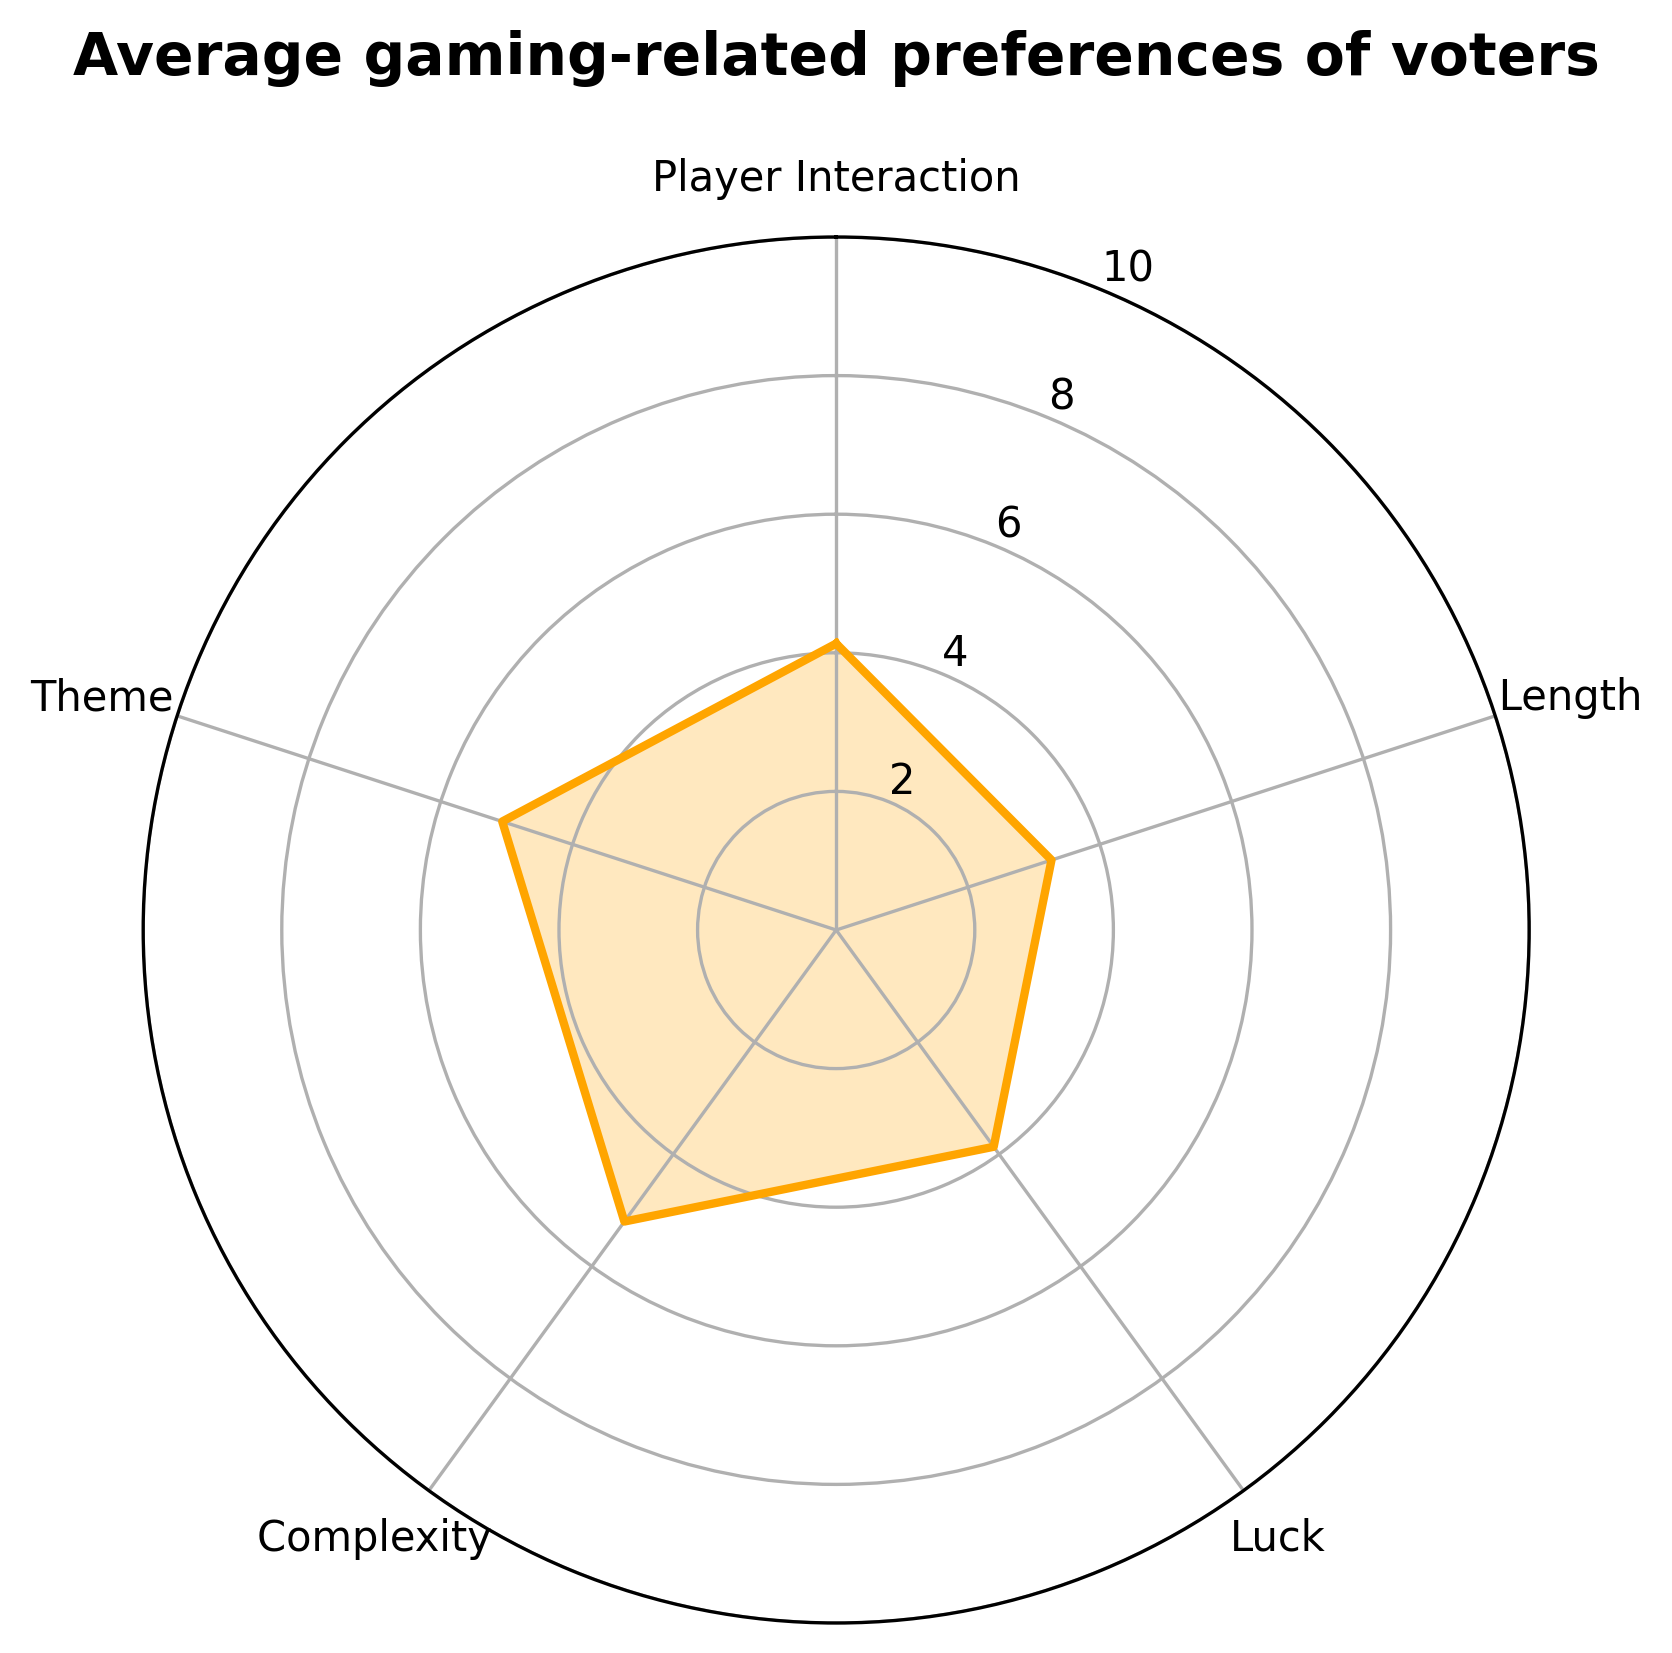 Average gaming-related preferences of voters
Player Interaction
10
8
6
4
2
Theme
Length
Complexity
Luck